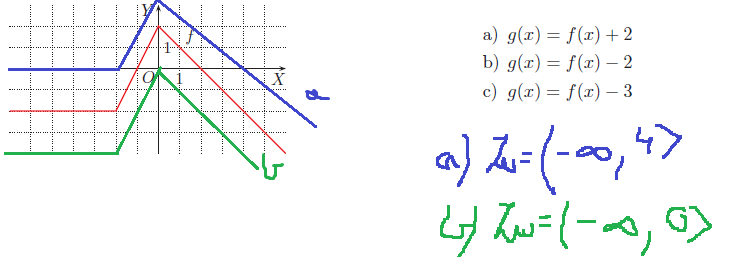 Y
f
1
O 1 X
a
b
a) g(x) = f(x) + 2
b) g(x) = f(x) − 2
c) g(x) = f(x) − 3
a) Zw=(-∞, 4>
b) Zw=(-∞, 0>